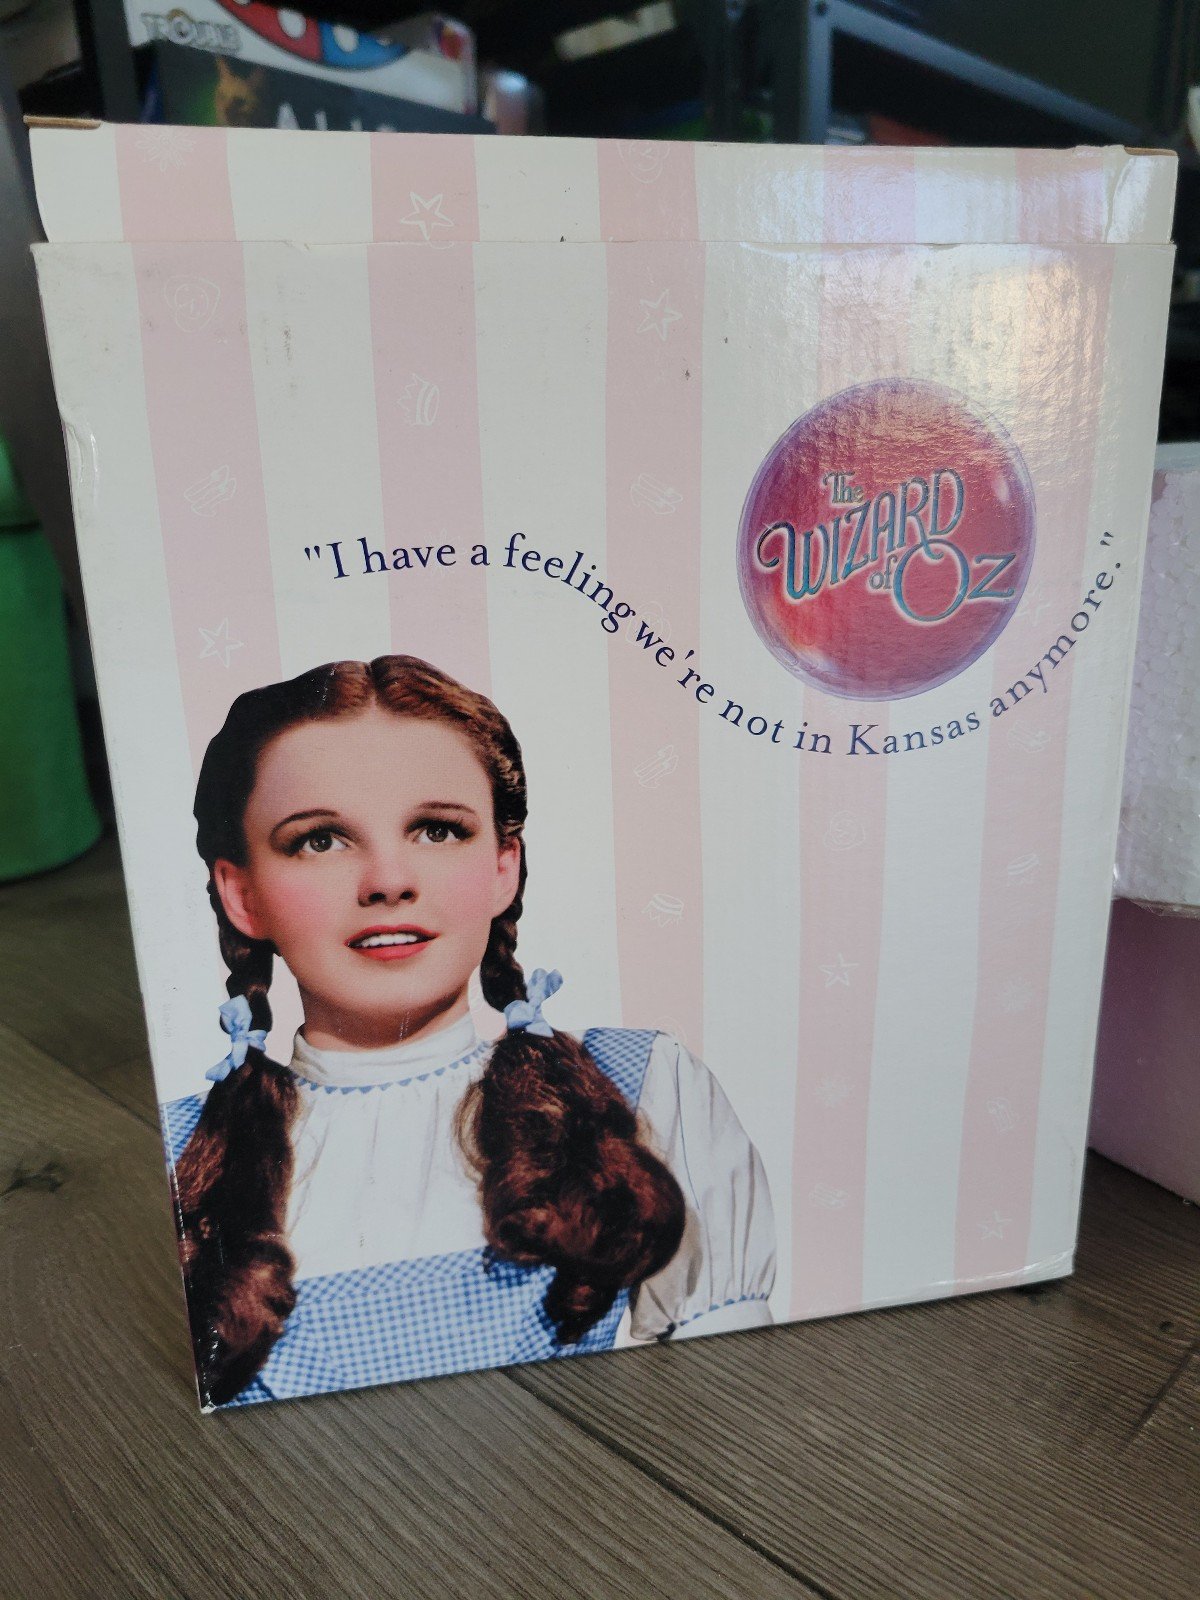 "I have a feeling we're not in Kansas anymore."
The
WIZARD
of OZ